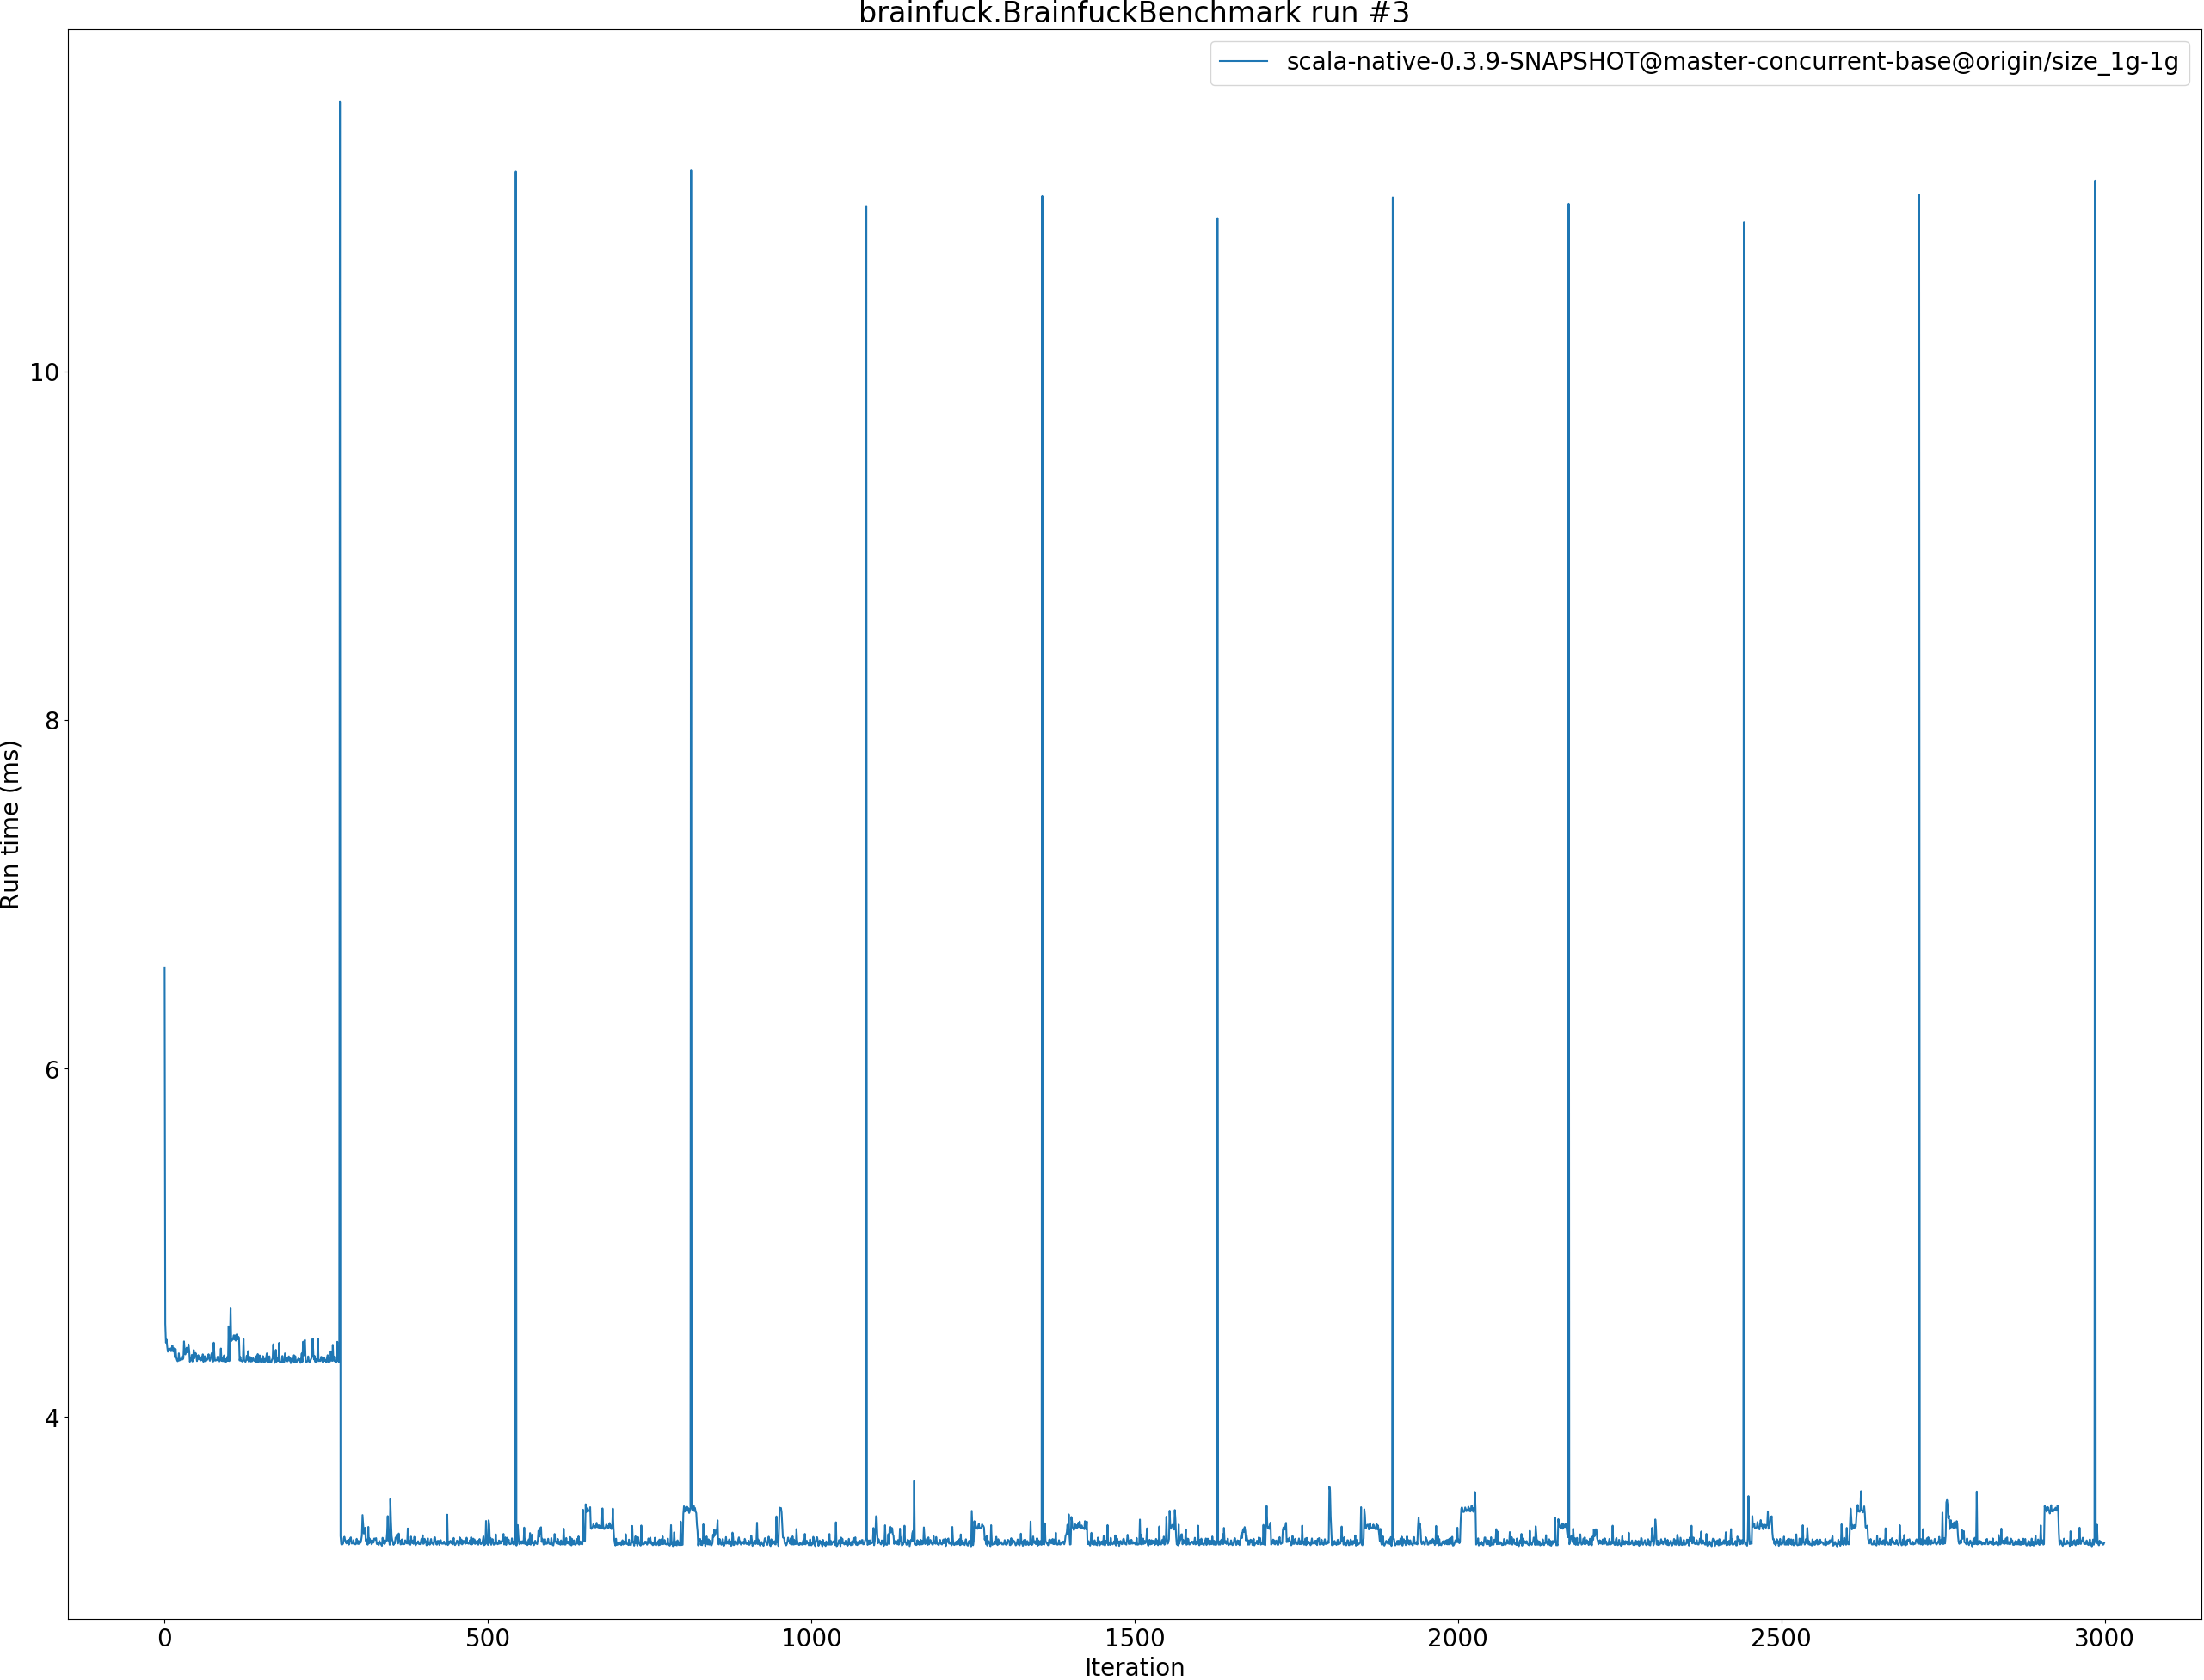 brainfuck.BrainfuckBenchmark run #3
scala-native-0.3.9-SNAPSHOT@master-concurrent-base@origin/size_1g-1g
10
8
6
4
Run time (ms)
0 500 1000 1500 2000 2500 3000
Iteration